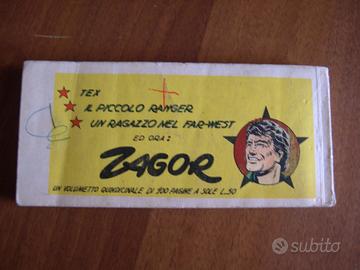 TEX
IL PICCOLO RANGER
UN RAGAZZO NEL FAR-WEST
ED ORA:
ZAGOR
UN VOLUMETTO QUINDICINALE DI 100 PAGINE A SOLE L.50
subito